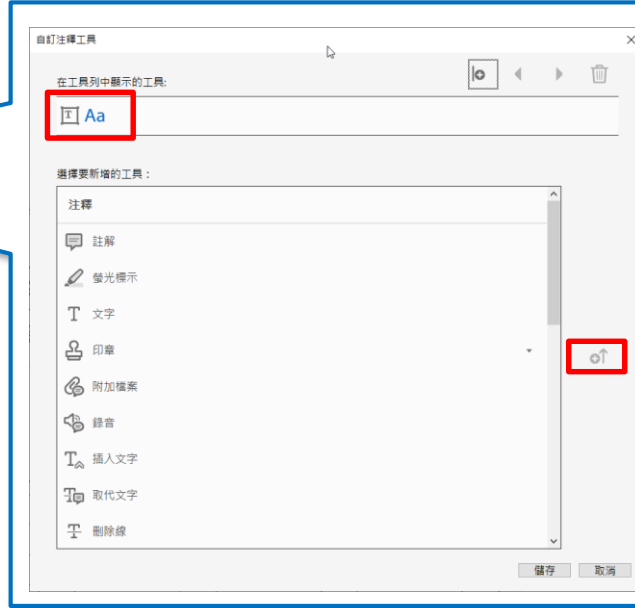 自訂注釋工具
在工具列中顯示的工具:
T Aa
選擇要新增的工具：
注釋
註解
螢光標示
T 文字
印章
附加檔案
錄音
插入文字
取代文字
刪除線
儲存 取消